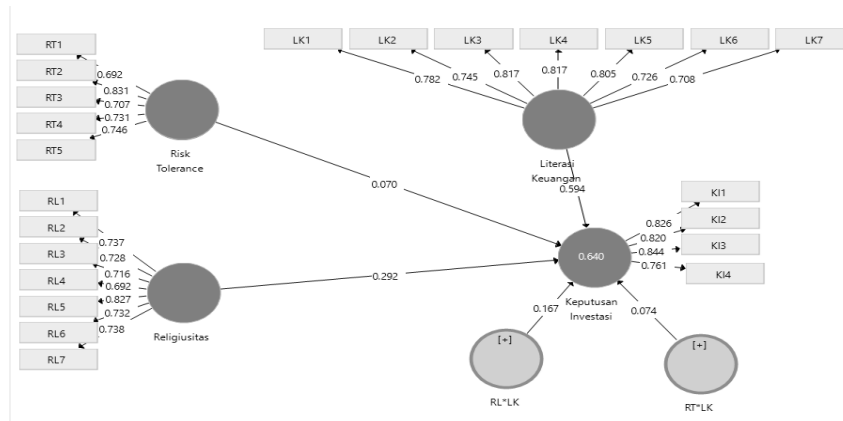 LK1 LK2 LK3 LK4 LK5 LK6 LK7
0.782 0.745 0.817 0.817 0.805 0.726 0.708
Literasi
Keuangan
RT1
RT2
RT3
RT4
RT5
0.692
0.831
0.707
0.731
0.746
Risk
Tolerance
0.070
0.594
RL1
RL2
RL3
RL4
RL5
RL6
RL7
0.737
0.728
0.716
0.692
0.827
0.732
0.738
Religiusitas
0.292
0.640
Keputusan
Investasi
0.826
0.820
0.844
0.761
KI1
KI2
KI3
KI4
0.167
0.074
[+]
RL*LK
[+]
RT*LK